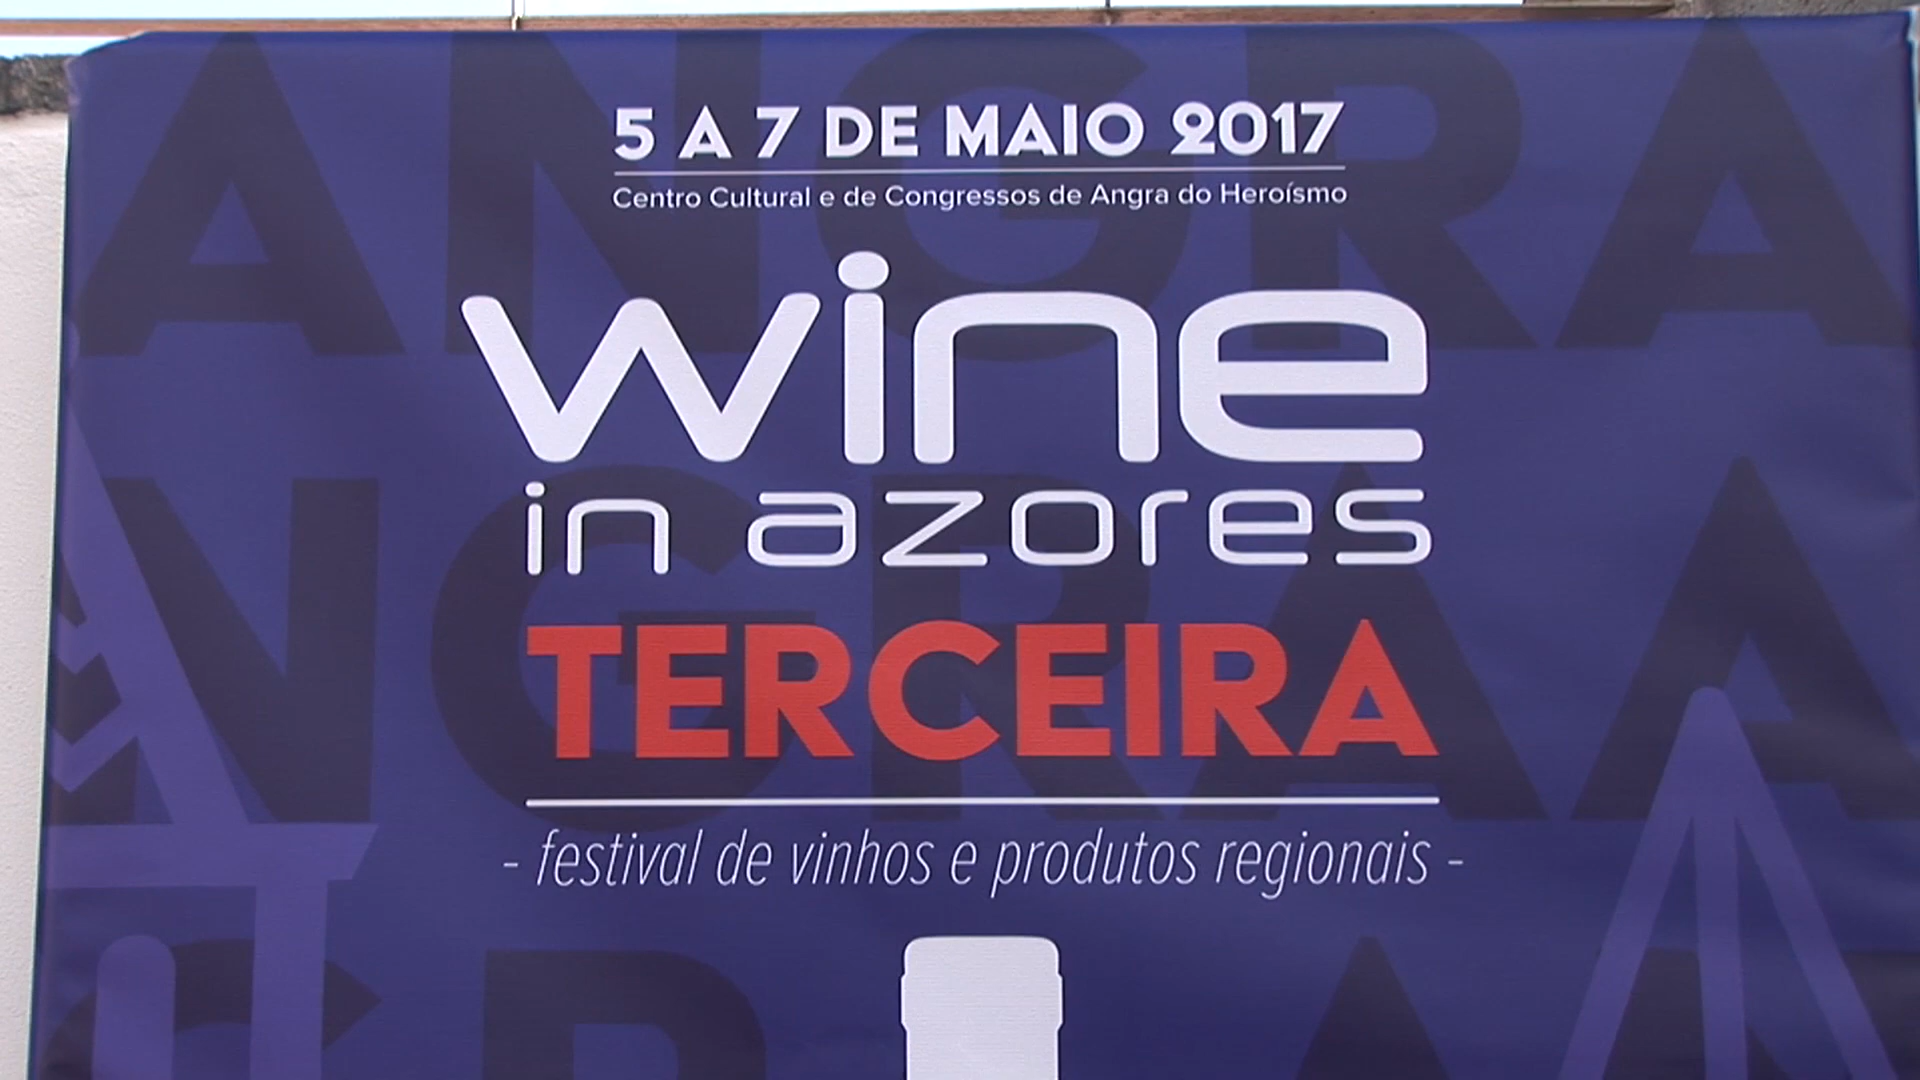 5 A 7 DE MAIO 2017
Centro Cultural e de Congressos de Angra do Heroísmo
wine
in azores
TERCEIRA
- festival de vinhos e produtos regionais -
ANGRA